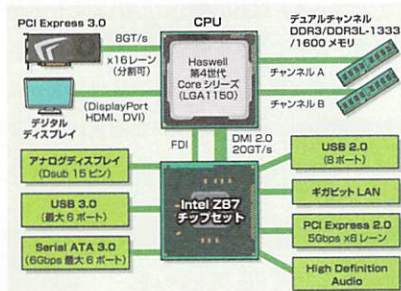 PCI Express 3.0
8GT/s
x16レーン
(分割可)
CPU
Haswell
第4世代
Core シリーズ
(LGA1150)
デュアルチャンネル
DDR3/DDR3L-1333
/1600 メモリ
チャンネル A
チャンネル B
デジタル
ディスプレイ
(DisplayPort
HDMI、DVI)
FDI
DMI 2.0
20GT/s
アナログディスプレイ
(Dsub 15 ピン)
USB 3.0
(最大 6 ポート)
Serial ATA 3.0
(6Gbps 最大 6 ポート)
Intel Z87
チップセット
USB 2.0
(8 ポート)
ギガビット LAN
PCI Express 2.0
5Gbps x8 レーン
High Definition
Audio